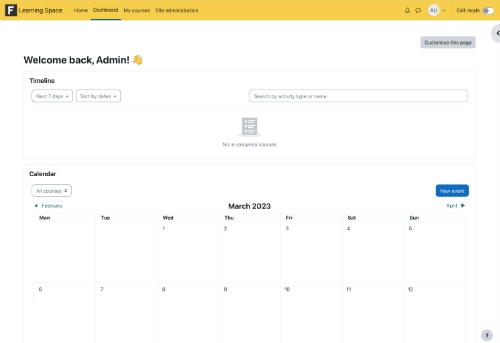 F Learning Space Home Dashboard My courses Site administration AU Edit mode
Customise this page
Welcome back, Admin! 👋
Timeline
Next 7 days Sort by dates Search by activity type or name
No in-progress courses
Calendar
All courses New event
February March 2023 April
Mon Tue Wed Thu Fri Sat Sun
1 2 3 4 5
6 7 8 9 10 11 12
?